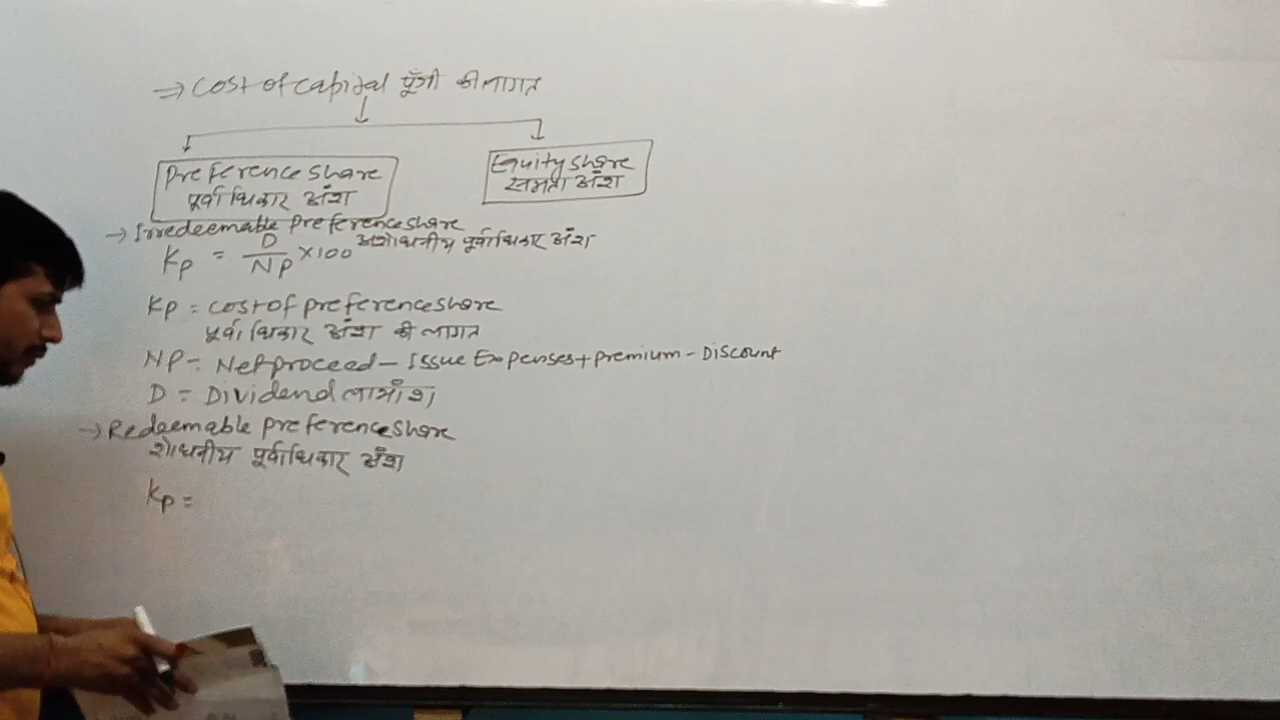 ⇒ Cost of capital पूँजी की लागत
Preference share
पूर्वाधिकार अंश
Equity share
समता अंश
→ Irredeemable preference share
अशोधनीय पूर्वाधिकार अंश
Kp = D/NP ×100
Kp = cost of preference share
पूर्वाधिकार अंश की लागत
NP = Net proceed - Issue Expenses + premium - Discount
D = Dividend लाभांश
→ Redeemable preference share
शोधनीय पूर्वाधिकार अंश
Kp =